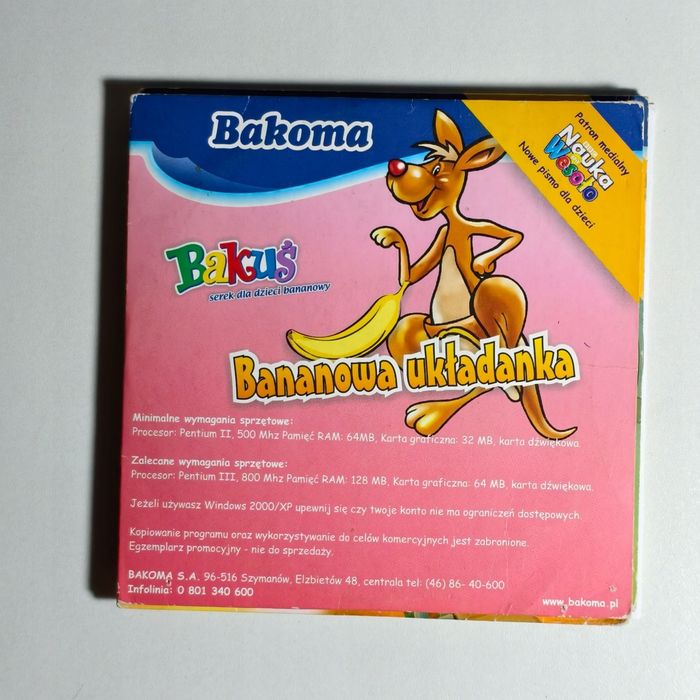 Bakoma
Patron medialny
Nauka
Wesoło
Nowe pismo dla dzieci
Bakuś
serek dla dzieci bananowy
Bananowa układanka
Minimalne wymagania sprzętowe:
Procesor: Pentium II, 500 Mhz Pamięć RAM: 64MB, Karta graficzna: 32 MB, karta dźwiękowa.
Zalecane wymagania sprzętowe:
Procesor: Pentium III, 800 Mhz Pamięć RAM: 128 MB, Karta graficzna: 64 MB, karta dźwiękowa.
Jeżeli używasz Windows 2000/XP upewnij się czy twoje konto nie ma ograniczeń dostępowych.
Kopiowanie programu oraz wykorzystywanie do celów komercyjnych jest zabronione.
Egzemplarz promocyjny - nie do sprzedaży.
BAKOMA S.A. 96-516 Szymanów, Elzbietów 48, centrala tel: (46) 86- 40-600
Infolinia: 0 801 340 600
www.bakoma.pl